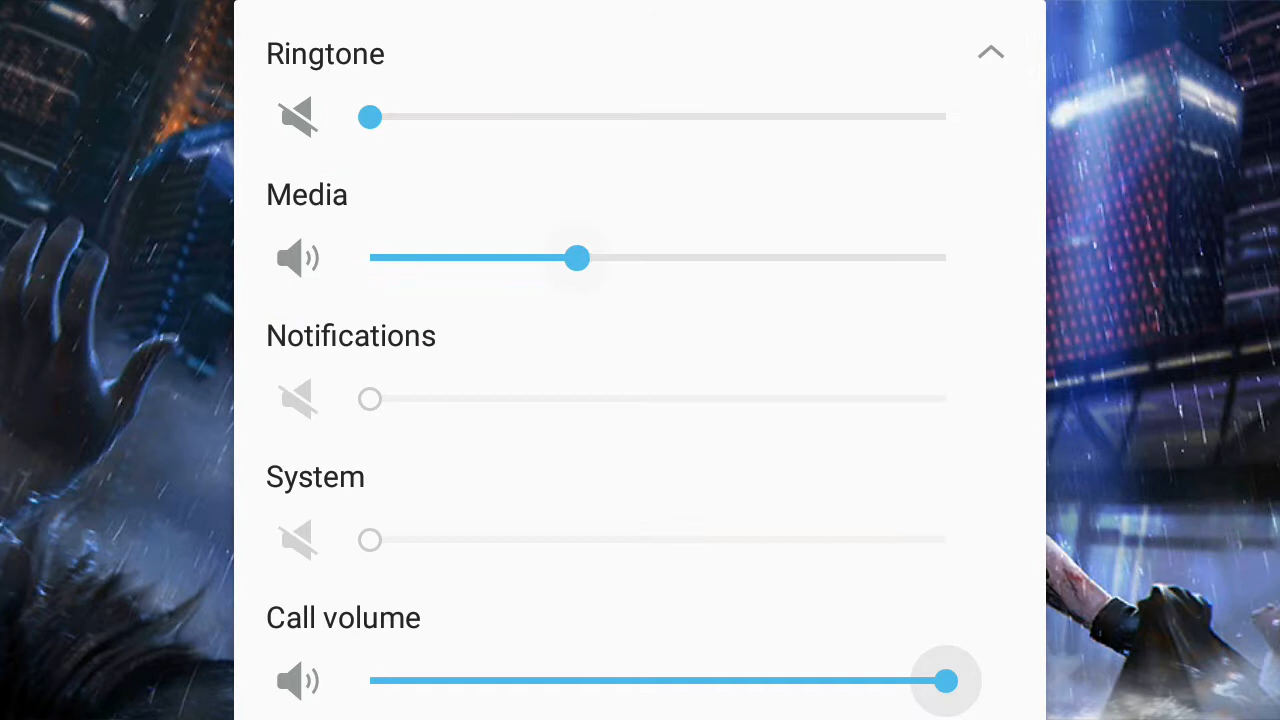 Ringtone
Media
Notifications
System
Call volume